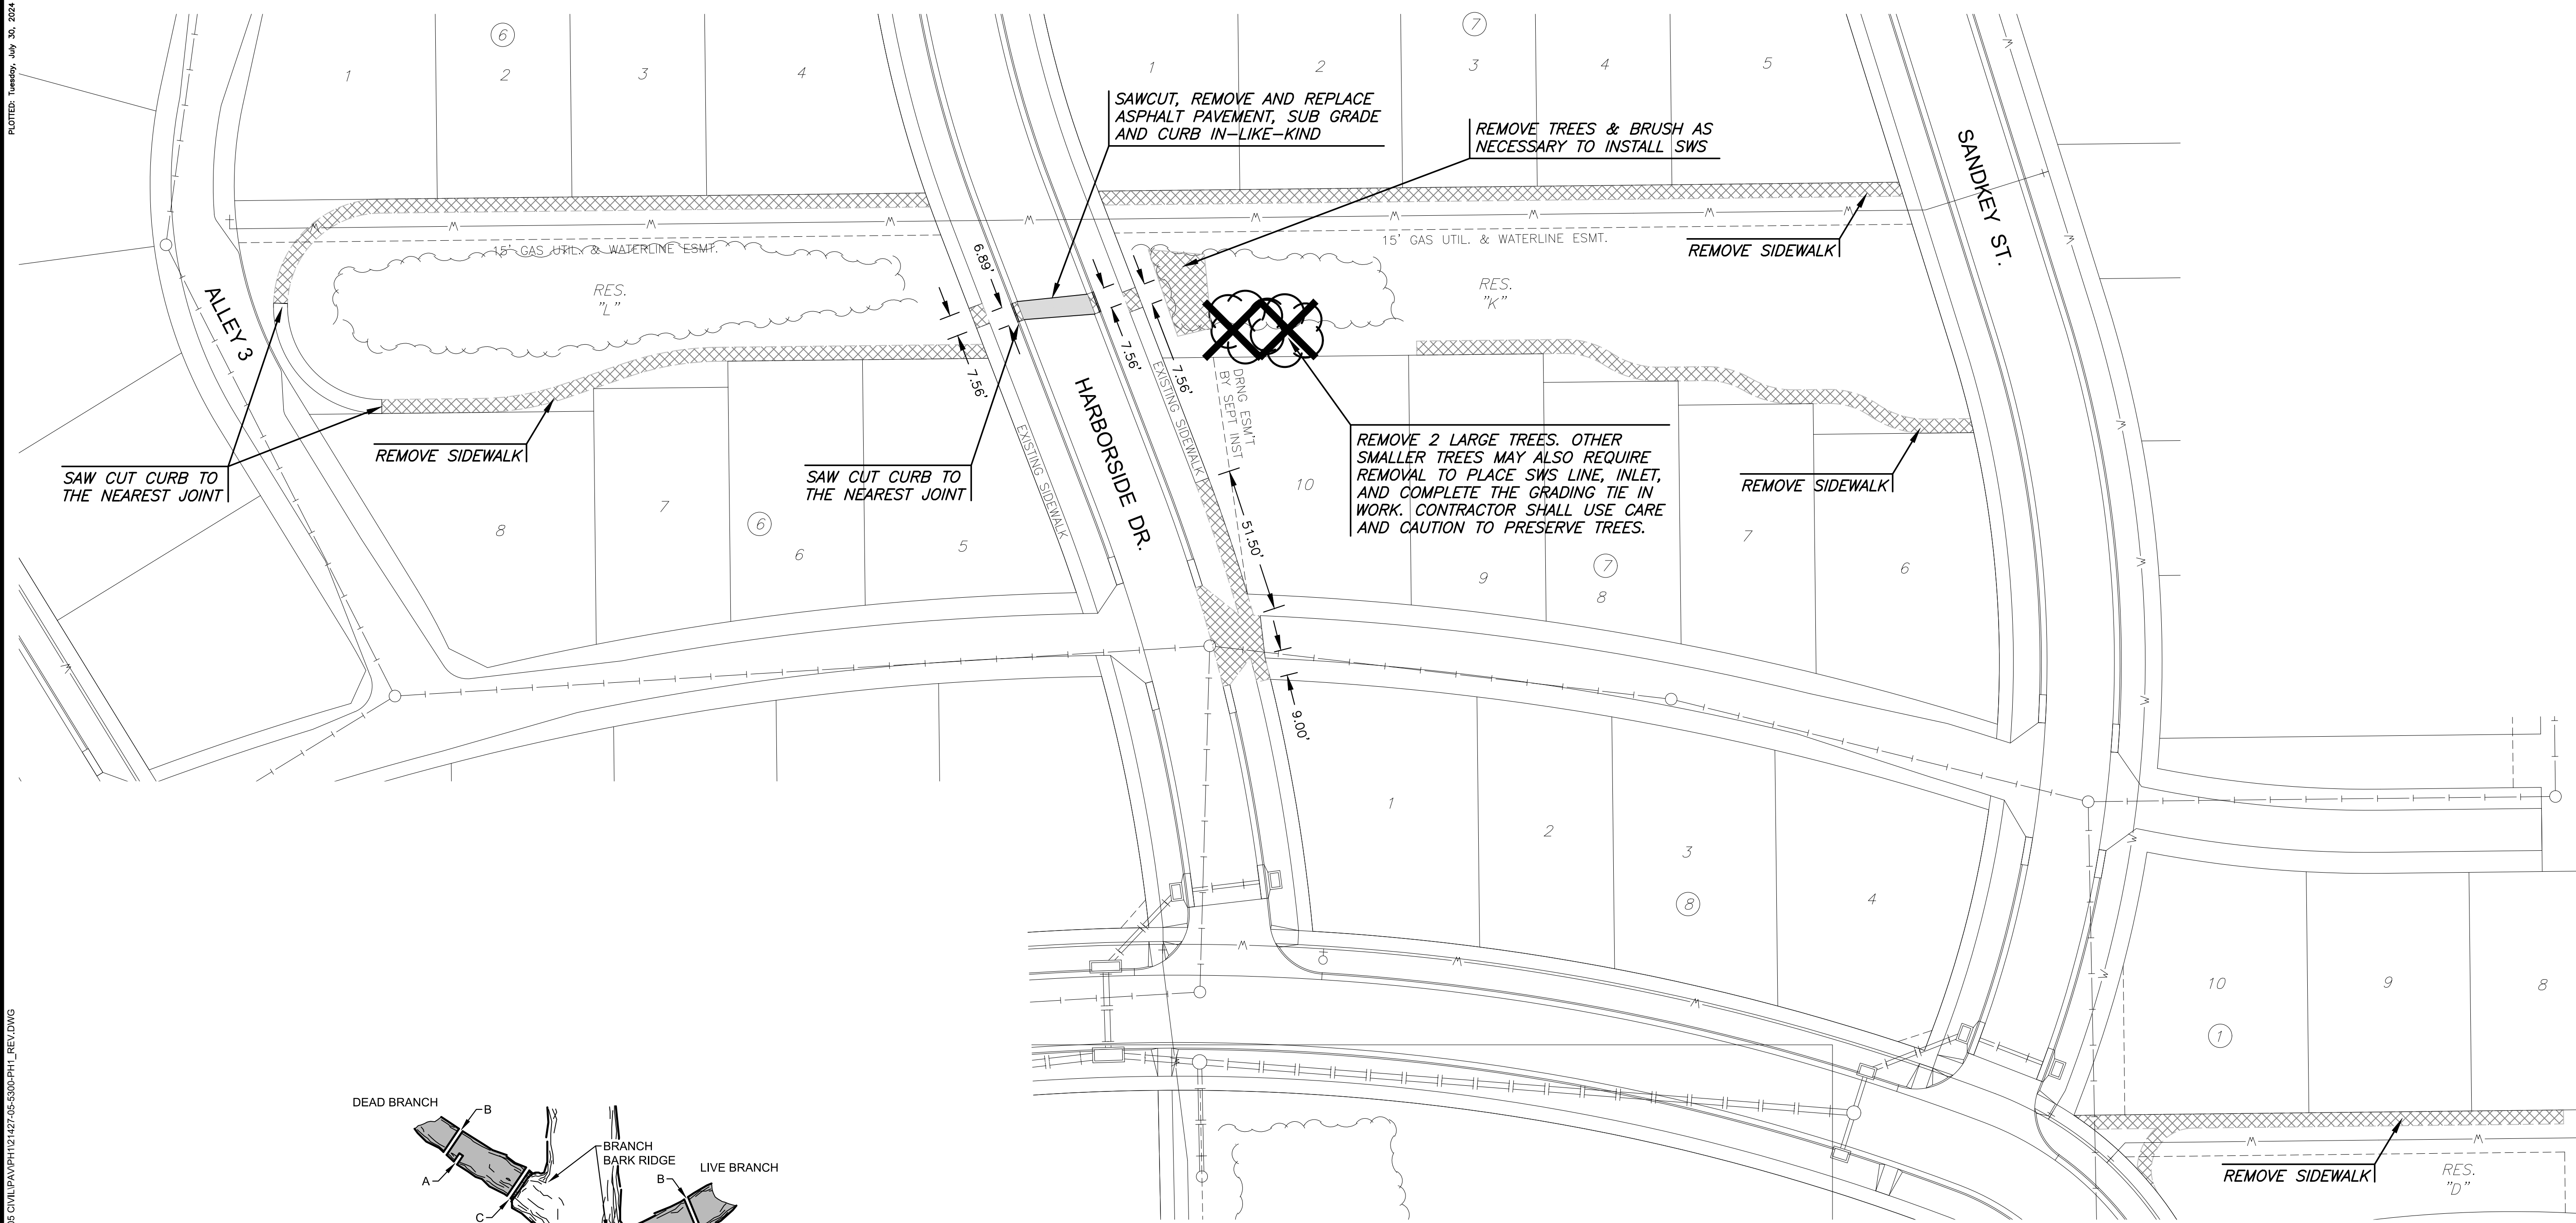 PLOTTED: Tuesday, July 30, 2024
6
1
2
3
4
7
1
2
3
4
5
SAWCUT, REMOVE AND REPLACE
ASPHALT PAVEMENT, SUB GRADE
AND CURB IN-LIKE-KIND
REMOVE TREES & BRUSH AS
NECESSARY TO INSTALL SWS
SANDKEY ST.
W
W
W
W
W
W
W
W
W
W
W
15' GAS UTIL. & WATERLINE ESMT.
15' GAS UTIL. & WATERLINE ESMT.
REMOVE SIDEWALK
RES.
"L"
RES.
"K"
ALLEY 3
6.89'
7.56'
7.56'
7.56'
HARBORSIDE DR.
EXISTING SIDEWALK
EXISTING SIDEWALK
DRNG ESM'T
BY SEPT INST
51.50'
9.00'
SAW CUT CURB TO
THE NEAREST JOINT
REMOVE SIDEWALK
SAW CUT CURB TO
THE NEAREST JOINT
REMOVE 2 LARGE TREES. OTHER
SMALLER TREES MAY ALSO REQUIRE
REMOVAL TO PLACE SWS LINE, INLET,
AND COMPLETE THE GRADING TIE IN
WORK. CONTRACTOR SHALL USE CARE
AND CAUTION TO PRESERVE TREES.
REMOVE SIDEWALK
8
7
6
6
5
10
9
7
8
7
6
W
W
W
W
1
2
3
8
4
W
W
W
W
W
10
9
8
1
REMOVE SIDEWALK
W
W
RES.
"D"
DEAD BRANCH
B
A
C
BRANCH
BARK RIDGE
LIVE BRANCH
B
05 CIVIL\PAV\PH1\21427-05-5300-PH1_REV.DWG